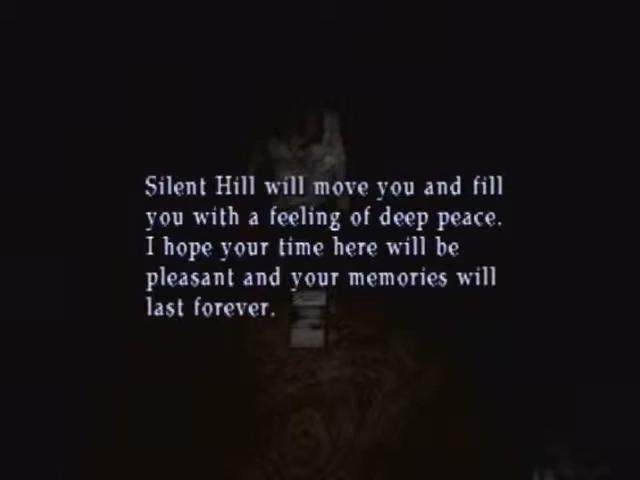 Silent Hill will move you and fill
you with a feeling of deep peace.
I hope your time here will be
pleasant and your memories will
last forever.